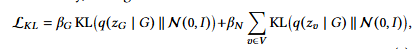 ℒ_KL = β_G KL(q(z_G | G) ‖ 𝒩(0, I)) + β_N ∑_{v∈V} KL(q(z_v | G) ‖ 𝒩(0, I)),